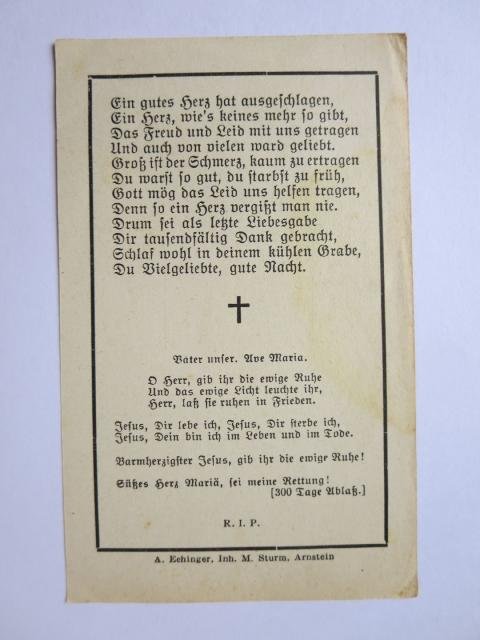 Ein gutes Herz hat ausgeschlagen,
Ein Herz, wie's keines mehr so gibt,
Das Freud und Leid mit uns getragen
Und auch von vielen ward geliebt.
Groß ist der Schmerz, kaum zu ertragen
Du warst so gut, du starbst zu früh,
Gott mög das Leid uns helfen tragen,
Denn so ein Herz vergißt man nie.
Drum sei als letzte Liebesgabe
Dir tausendfältig Dank gebracht,
Schlaf wohl in deinem kühlen Grabe,
Du Vielgeliebte, gute Nacht.
Vater unser. Ave Maria.
O Herr, gib ihr die ewige Ruhe
Und das ewige Licht leuchte ihr,
Herr, laß sie ruhen in Frieden.
Jesus, Dir lebe ich, Jesus, Dir sterbe ich,
Jesus, Dein bin ich im Leben und im Tode.
Barmherzigster Jesus, gib ihr die ewige Ruhe!
Süßes Herz Mariä, sei meine Rettung!
[300 Tage Ablaß.]
R. I. P.
A. Echinger, Inh. M. Sturm, Arnstein